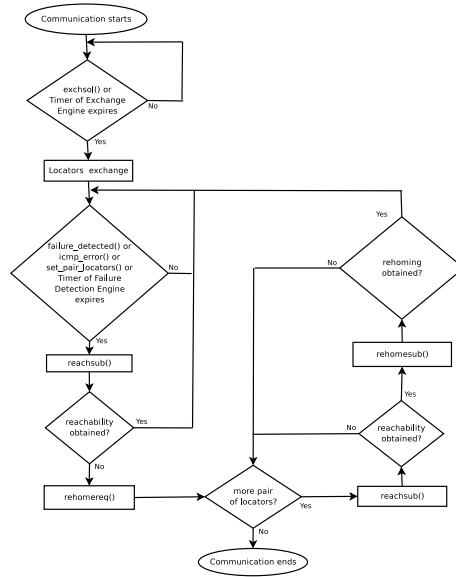 Communication starts
exchsol() or
Timer of Exchange
Engine expires
No
Yes
Locators exchange
failure_detected() or
icmp_error() or
set_pair_locators() or
Timer of Failure
Detection Engine
expires
No
Yes
reachsub()
reachability
obtained?
Yes
No
rehomereq()
more pair
of locators?
Yes
No
Communication ends
reachsub()
reachability
obtained?
No
Yes
rehomesub()
rehoming
obtained?
No
Yes